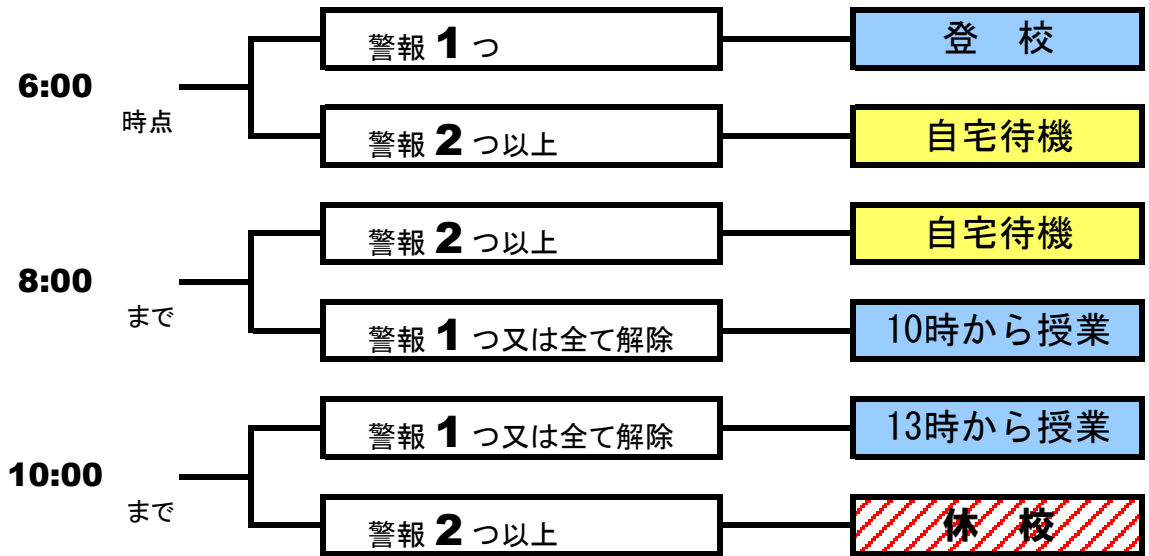 警報 1 つ
登　校
6:00
時点
警報 2 つ以上
自宅待機
警報 2 つ以上
自宅待機
8:00
まで
警報 1 つ又は全て解除
10時から授業
警報 1 つ又は全て解除
13時から授業
10:00
まで
警報 2 つ以上
休　校